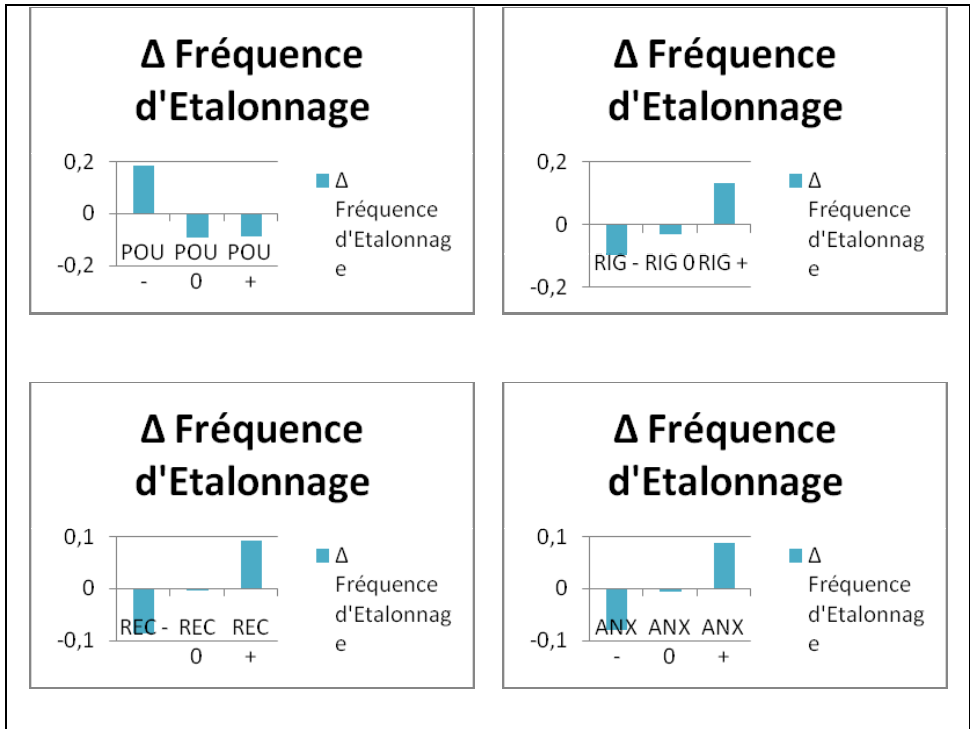 Δ Fréquence
d'Etalonnage
0,2
0
-0,2
POU POU POU
- 0 +
Δ
Fréquence
d'Etalonnag
e
Δ Fréquence
d'Etalonnage
0,2
0
-0,2
RIG - RIG 0 RIG +
Δ
Fréquence
d'Etalonnag
e
Δ Fréquence
d'Etalonnage
0,1
0
-0,1
REC - REC REC
0 +
Δ
Fréquence
d'Etalonnag
e
Δ Fréquence
d'Etalonnage
0,1
0
-0,1
ANX ANX ANX
- 0 +
Δ
Fréquence
d'Etalonnag
e